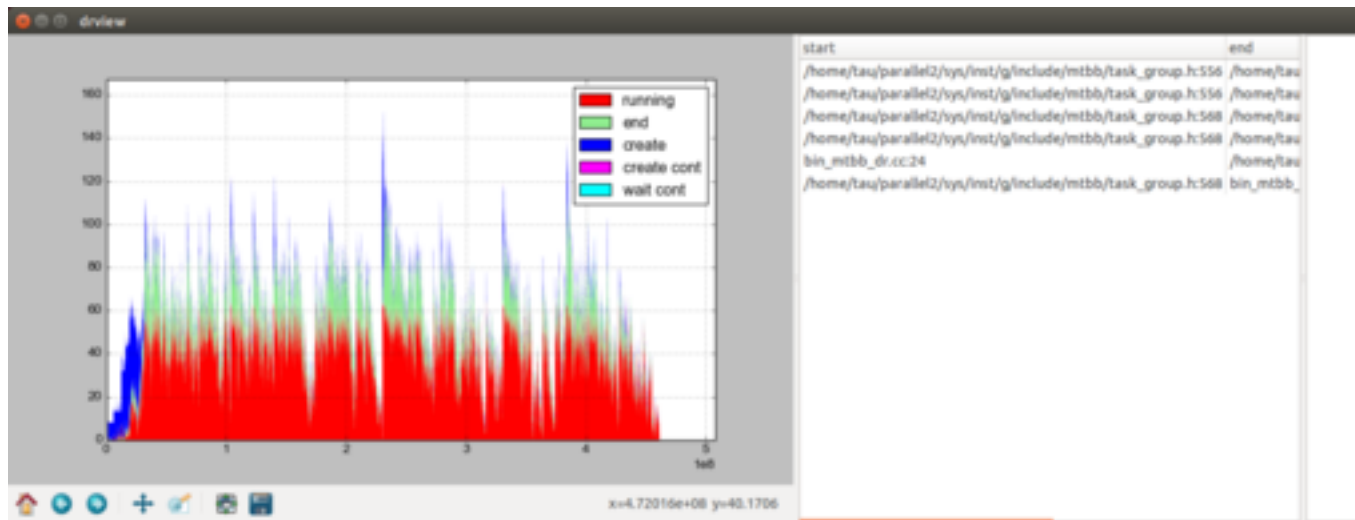 drview
160
140
120
100
80
60
40
20
0
0 1 2 3 4 5
1e8
running
end
create
create cont
wait cont
x=4.72016e+08 y=40.1706
start end
/home/tau/parallel2/sys/inst/g/include/mtbb/task_group.h:556 /home/tau
/home/tau/parallel2/sys/inst/g/include/mtbb/task_group.h:556 /home/tau
/home/tau/parallel2/sys/inst/g/include/mtbb/task_group.h:568 /home/tau
/home/tau/parallel2/sys/inst/g/include/mtbb/task_group.h:568 /home/tau
bin_mtbb_dr.cc:24 /home/tau
/home/tau/parallel2/sys/inst/g/include/mtbb/task_group.h:568 bin_mtbb_